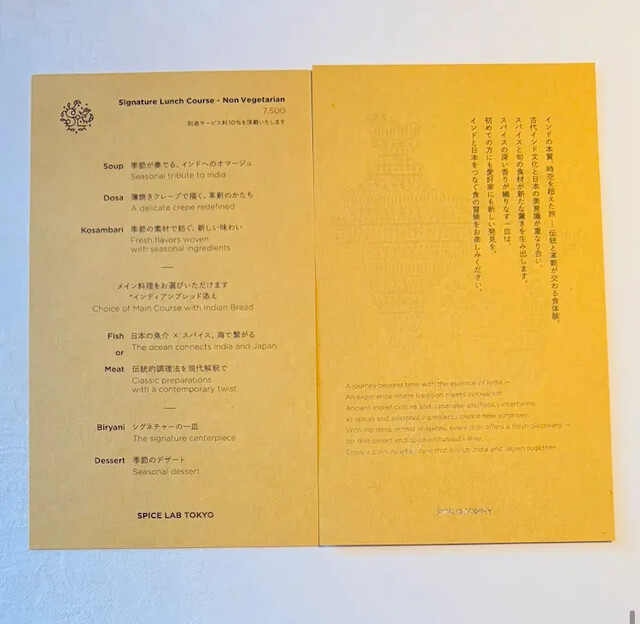 Signature Lunch Course - Non Vegetarian
7,500
別途サービス料10%を頂戴いたします
Soup 季節が奏でる、インドへのオマージュ
Seasonal tribute to India
Dosa 薄焼きクレープで描く、革新のかたち
A delicate crepe redefined
Kosambari 季節の素材で紡ぐ、新しい味わい
Fresh flavors woven
with seasonal ingredients
メイン料理をお選びいただけます
*インディアンブレッド添え
Choice of Main Course with Indian Bread
Fish 日本の魚介 × スパイス、海で繋がる
The ocean connects India and Japan
or
Meat 伝統的調理法を現代解釈で
Classic preparations
with a contemporary twist
Biryani シグネチャーの一皿
The signature centerpiece
Dessert 季節のデザート
Seasonal dessert
SPICE LAB TOKYO
インドの本質、時空を超えた旅 ―
伝統と革新が交わる食体験。
古代インド文化と日本の美意識が重なり合い、
スパイスと旬の食材が新たな驚きを生み出します。
スパイスの深い香りが織りなす一皿は、
初めての方にも愛好家にも新しい発見を。
インドと日本をつなぐ食の冒険をお楽しみください。
A journey beyond time with the essence of India —
An experience where tradition meets innovation.
Ancient Indian culture and Japanese aesthetics intertwine,
as spices and seasonal ingredients create new surprises.
With the deep aroma of spices, every dish offers a fresh discovery —
for first-timers and spice enthusiasts alike.
Enjoy a culinary adventure that brings India and Japan together.